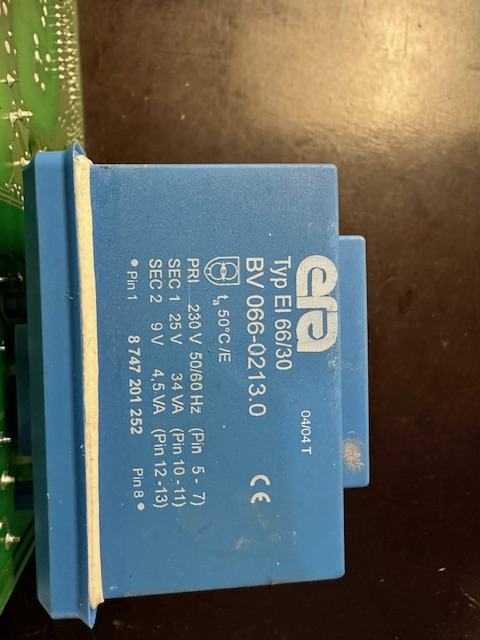 efa
04/04 T
Typ EI 66/30
BV 066-0213.0
CE
tₐ 50°C /E
PRI 230 V 50/60 Hz (Pin 5 - 7)
SEC 1 25 V 34 VA (Pin 10 - 11)
SEC 2 9 V 4,5 VA (Pin 12 -13)
• Pin 1 8 747 201 252 Pin 8 •